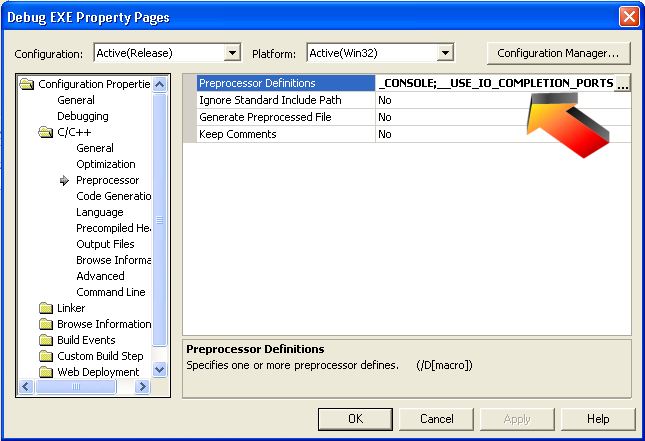 Debug EXE Property Pages
Configuration: Active(Release) Platform: Active(Win32) Configuration Manager...
Configuration Propertie
General
Debugging
C/C++
General
Optimization
Preprocessor
Code Generatio
Language
Precompiled Hea
Output Files
Browse Informa
Advanced
Command Line
Linker
Browse Information
Build Events
Custom Build Step
Web Deployment
Preprocessor Definitions _CONSOLE;__USE_IO_COMPLETION_PORTS ...
Ignore Standard Include Path No
Generate Preprocessed File No
Keep Comments No
Preprocessor Definitions
Specifies one or more preprocessor defines. (/D[macro])
OK Cancel Apply Help